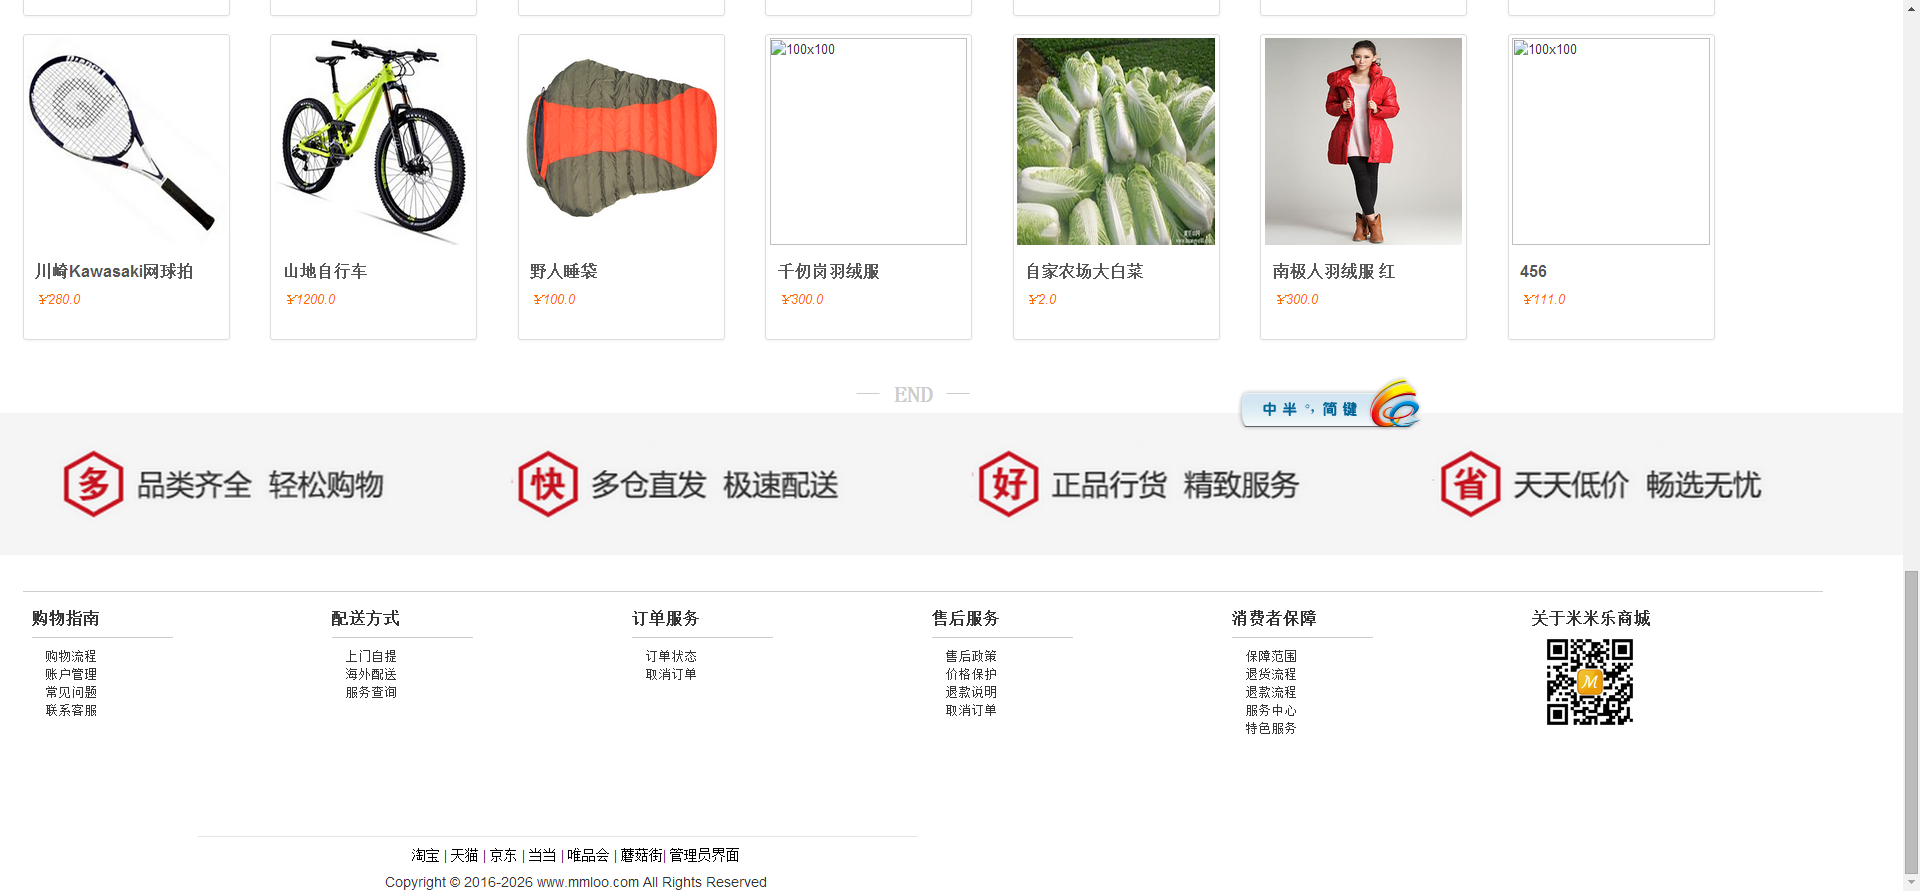 100x100
100x100
川崎Kawasaki网球拍
山地自行车
野人睡袋
千仞岗羽绒服
自家农场大白菜
南极人羽绒服 红
456
¥280.0
¥1200.0
¥100.0
¥300.0
¥2.0
¥300.0
¥111.0
END
中 半 °, 简 键
多 品类齐全 轻松购物
快 多仓直发 极速配送
好 正品行货 精致服务
省 天天低价 畅选无忧
购物指南
购物流程
账户管理
常见问题
联系客服
配送方式
上门自提
海外配送
服务查询
订单服务
订单状态
取消订单
售后服务
售后政策
价格保护
退款说明
取消订单
消费者保障
保障范围
退货流程
退款流程
服务中心
特色服务
关于米米乐商城
M
淘宝 | 天猫 | 京东 | 当当 | 唯品会 | 蘑菇街| 管理员界面
Copyright © 2016-2026 www.mmloo.com All Rights Reserved